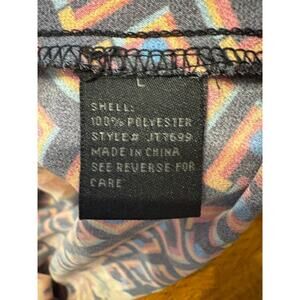 L
SHELL:
100% POLYESTER
STYLE# JT7699
MADE IN CHINA
SEE REVERSE FOR
CARE